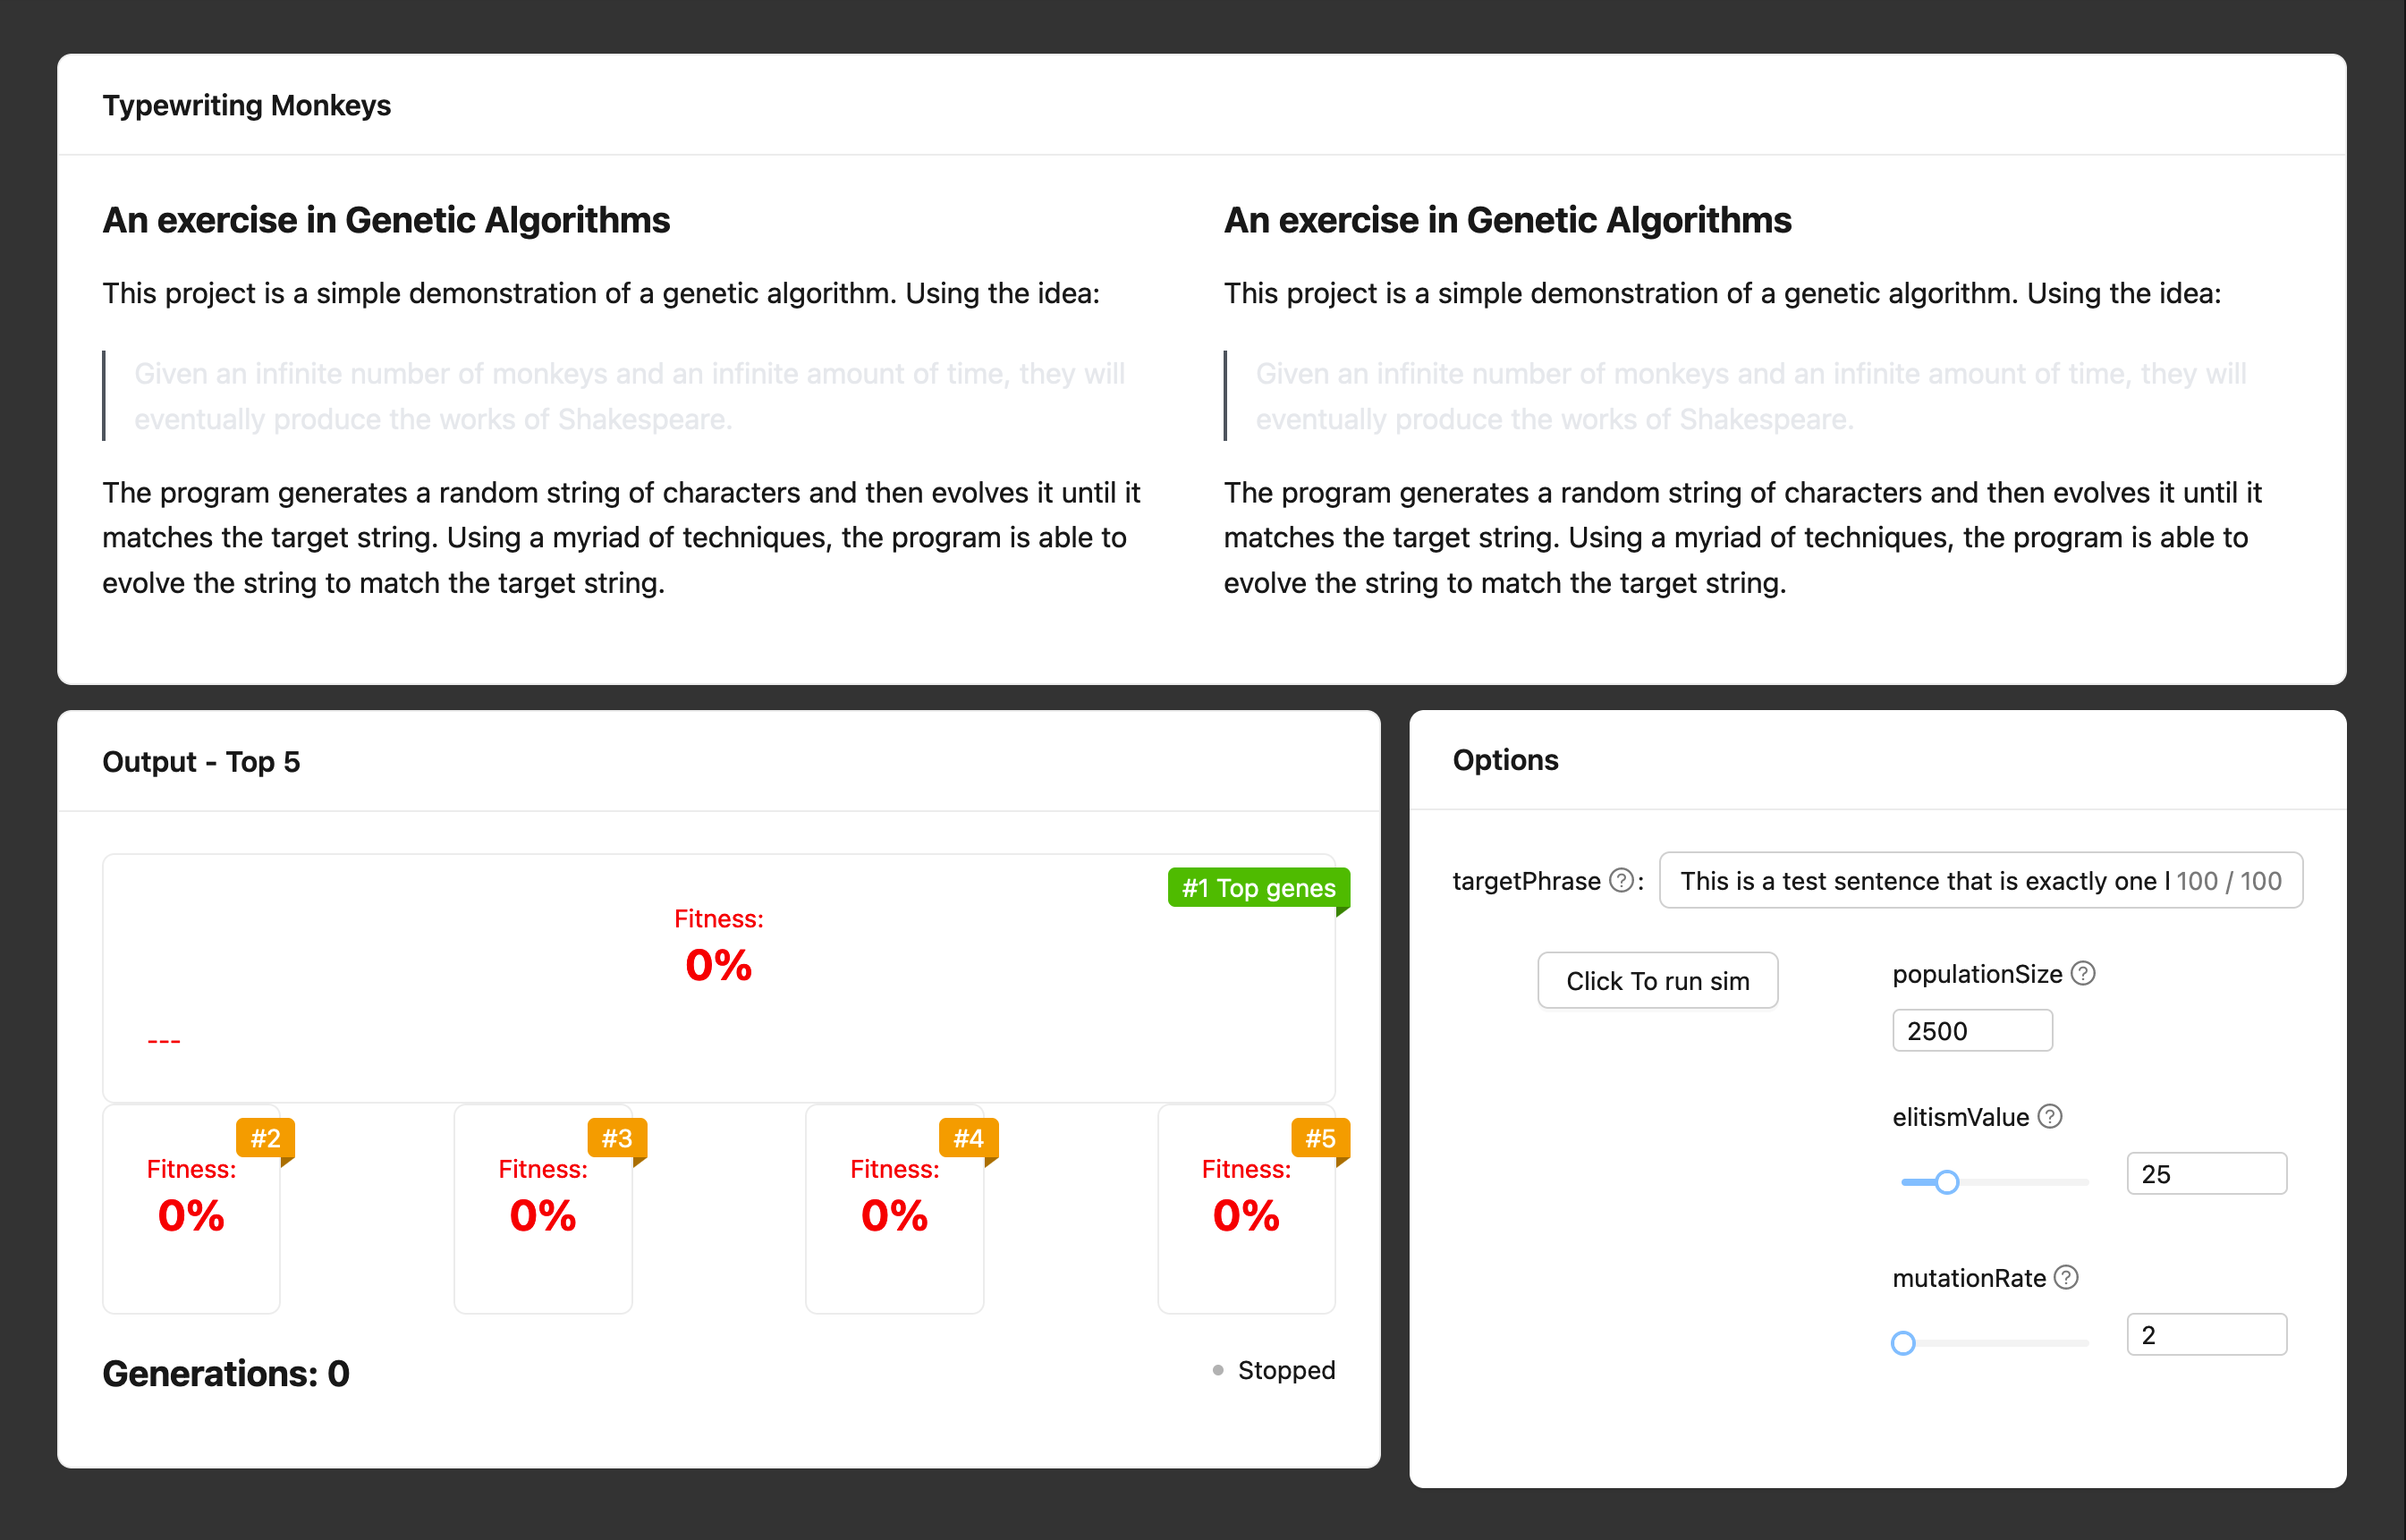 Typewriting Monkeys
An exercise in Genetic Algorithms
This project is a simple demonstration of a genetic algorithm. Using the idea:
Given an infinite number of monkeys and an infinite amount of time, they will
eventually produce the works of Shakespeare.
The program generates a random string of characters and then evolves it until it
matches the target string. Using a myriad of techniques, the program is able to
evolve the string to match the target string.
An exercise in Genetic Algorithms
This project is a simple demonstration of a genetic algorithm. Using the idea:
Given an infinite number of monkeys and an infinite amount of time, they will
eventually produce the works of Shakespeare.
The program generates a random string of characters and then evolves it until it
matches the target string. Using a myriad of techniques, the program is able to
evolve the string to match the target string.
Output - Top 5
#1 Top genes
Fitness:
0%
---
#2
Fitness:
0%
#3
Fitness:
0%
#4
Fitness:
0%
#5
Fitness:
0%
Generations: 0
Stopped
Options
targetPhrase ?: This is a test sentence that is exactly one l 100 / 100
Click To run sim
populationSize ?
2500
elitismValue ?
25
mutationRate ?
2